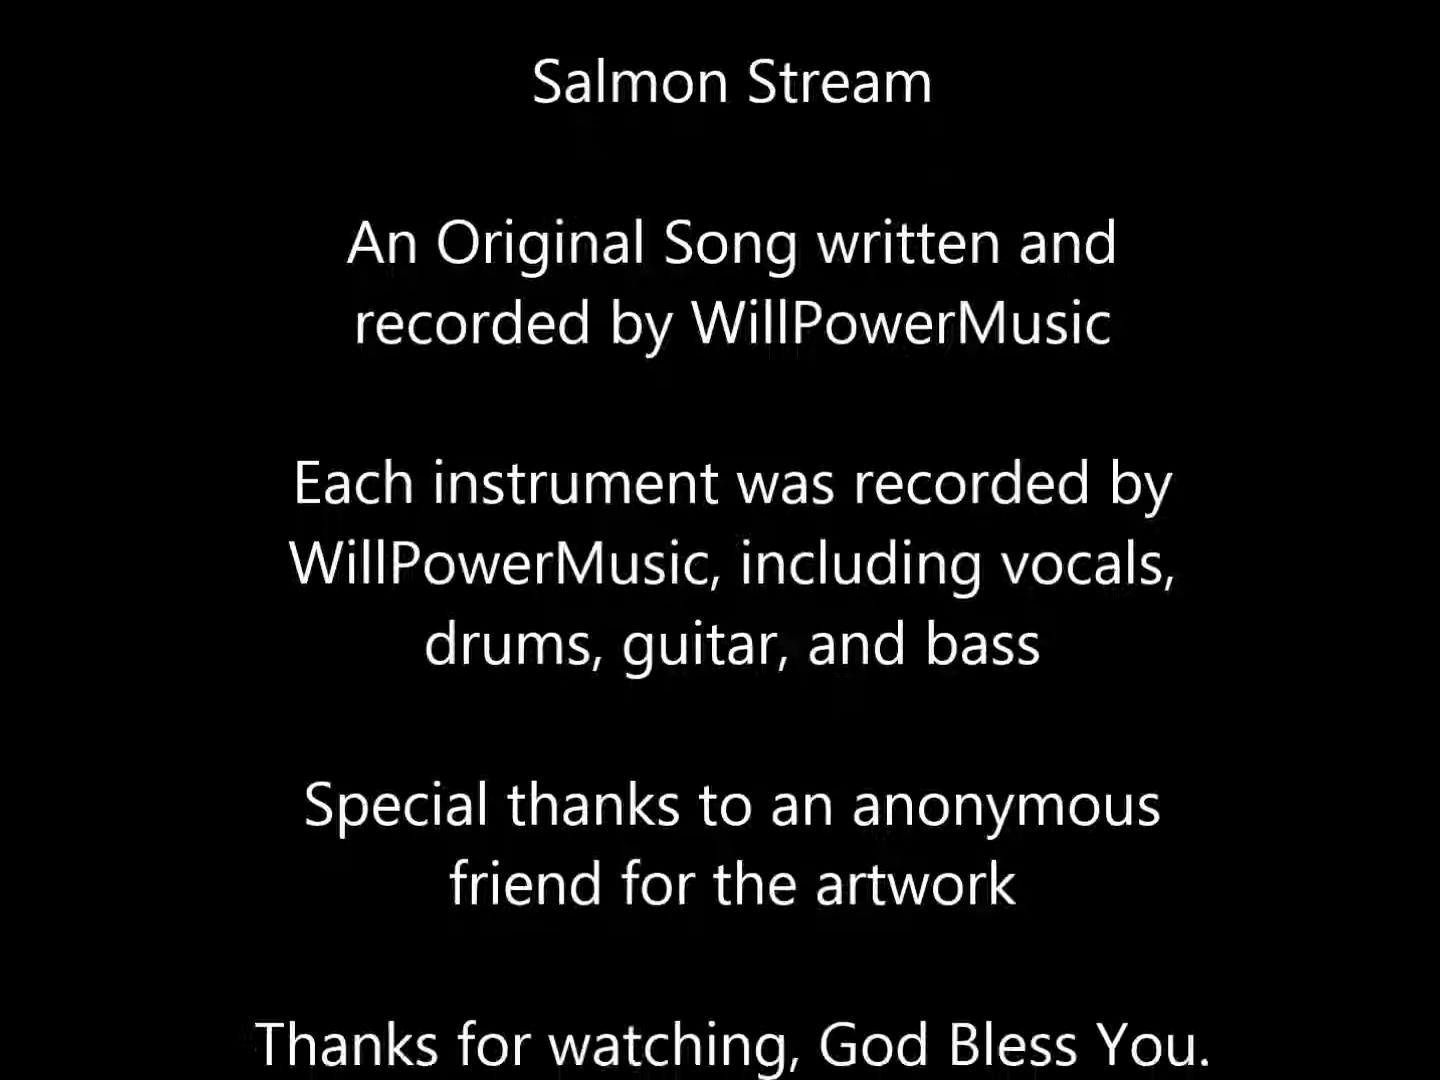 Salmon Stream
An Original Song written and
recorded by WillPowerMusic
Each instrument was recorded by
WillPowerMusic, including vocals,
drums, guitar, and bass
Special thanks to an anonymous
friend for the artwork
Thanks for watching, God Bless You.